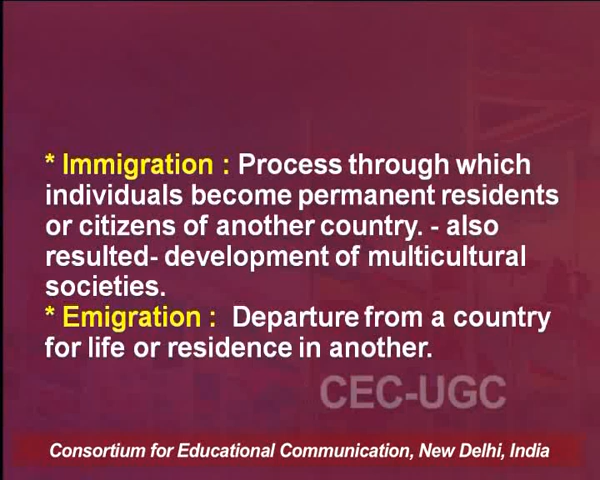 * Immigration : Process through which
individuals become permanent residents
or citizens of another country. - also
resulted- development of multicultural
societies.
* Emigration : Departure from a country
for life or residence in another.
CEC-UGC
Consortium for Educational Communication, New Delhi, India